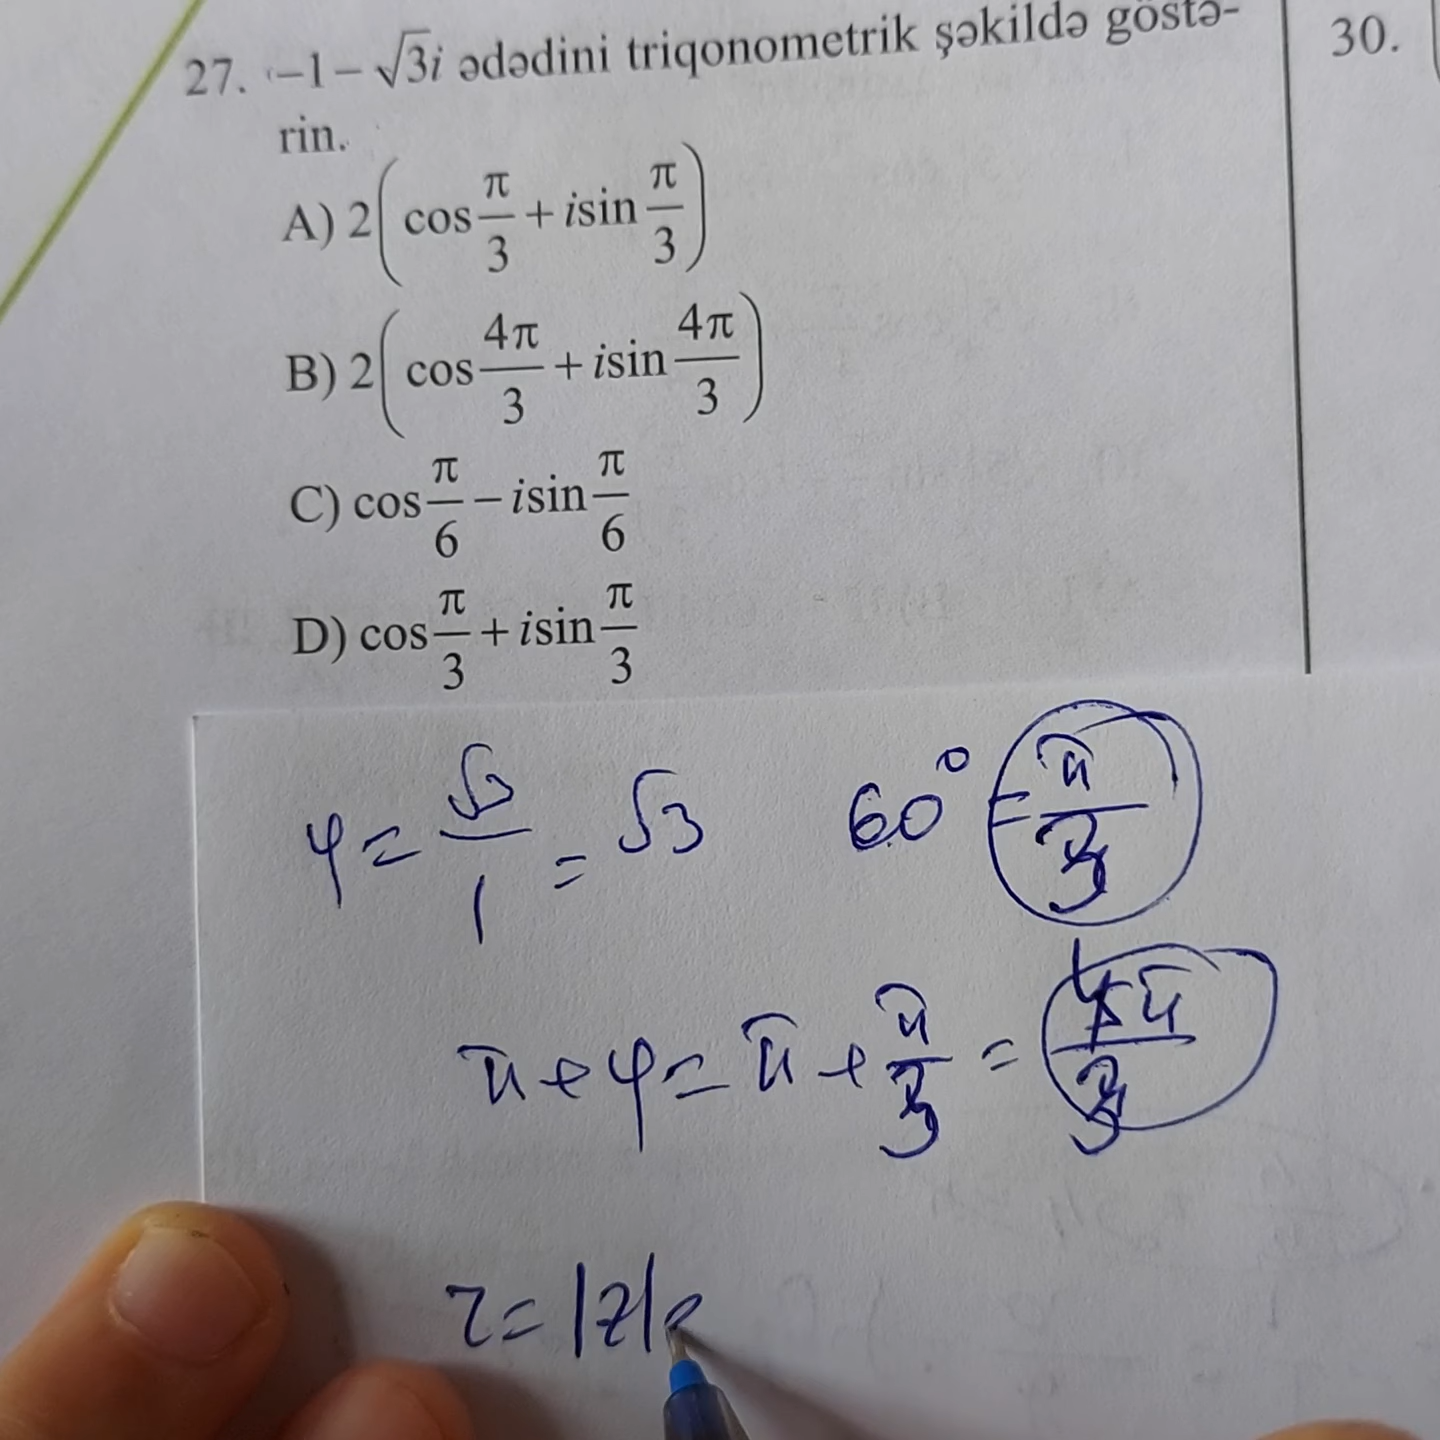 27. -1 - √3i ədədini triqonometrik şəkildə göstə-
rin.
A) 2(cos π/3 + isin π/3)
B) 2(cos 4π/3 + isin 4π/3)
C) cos π/6 - isin π/6
D) cos π/3 + isin π/3
30.
φ = √3/1 = √3 60° = π/3
π + φ = π + π/3 = 4π/3
r = |z| =